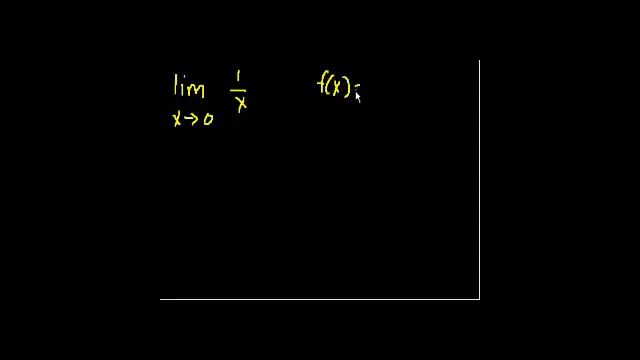 lim 1/x f(x) =
x→0